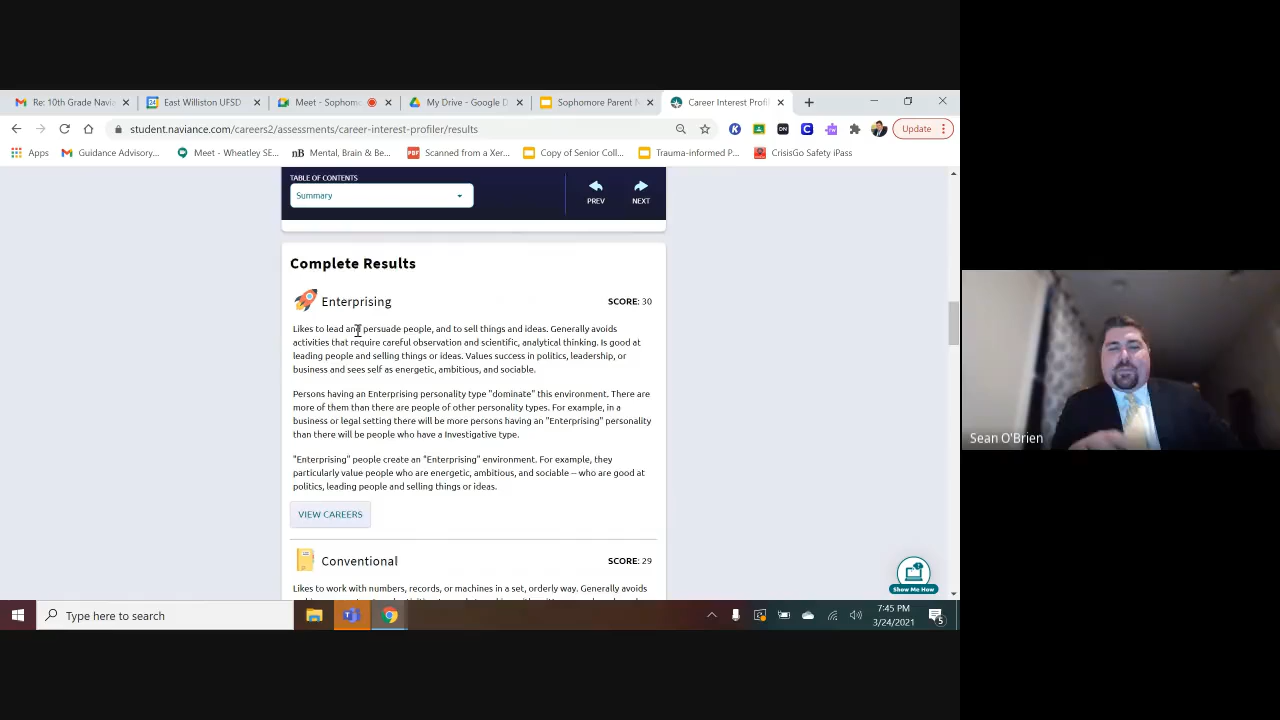 Re: 10th Grade Navia
East Williston UFSD
Meet - Sophom
My Drive - Google D
Sophomore Parent N
Career Interest Profil
student.naviance.com/careers2/assessments/career-interest-profiler/results
Update
Apps
Guidance Advisory...
Meet - Wheatley SE...
nB Mental, Brain & Be...
PDF Scanned from a Xer...
Copy of Senior Coll...
Trauma-informed P...
CrisisGo Safety iPass
TABLE OF CONTENTS
Summary
PREV
NEXT
Complete Results
Enterprising
SCORE: 30
Likes to lead and persuade people, and to sell things and ideas. Generally avoids
activities that require careful observation and scientific, analytical thinking. Is good at
leading people and selling things or ideas. Values success in politics, leadership, or
business and sees self as energetic, ambitious, and sociable.
Persons having an Enterprising personality type "dominate" this environment. There are
more of them than there are people of other personality types. For example, in a
business or legal setting there will be more persons having an "Enterprising" personality
than there will be people who have a Investigative type.
"Enterprising" people create an "Enterprising" environment. For example, they
particularly value people who are energetic, ambitious, and sociable -- who are good at
politics, leading people and selling things or ideas.
VIEW CAREERS
Conventional
SCORE: 29
Likes to work with numbers, records, or machines in a set, orderly way. Generally avoids
Show Me How
Sean O'Brien
Type here to search
7:45 PM
3/24/2021
5